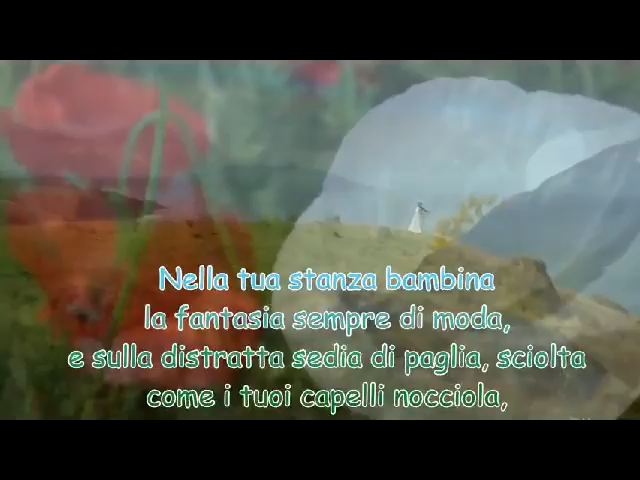 Nella tua stanza bambina
la fantasia sempre di moda,
e sulla distratta sedia di paglia, sciolta
come i tuoi capelli nocciola,